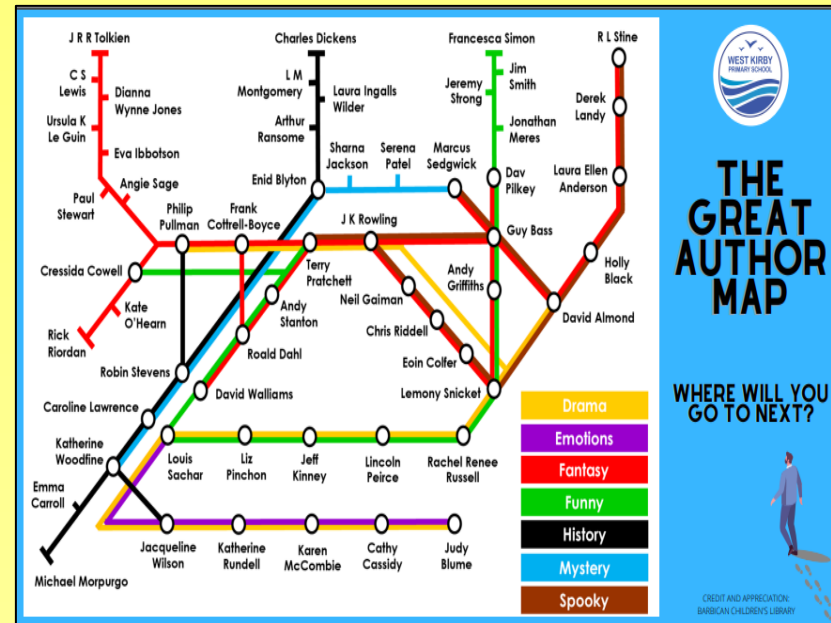 J R R Tolkien
Charles Dickens
Francesca Simon
R L Stine
C S
Lewis
Dianna
Wynne Jones
Ursula K
Le Guin
Eva Ibbotson
Paul
Stewart
Angie Sage
L M
Montgomery
Laura Ingalls
Wilder
Arthur
Ransome
Enid Blyton
Sharna
Jackson
Serena
Patel
Marcus
Sedgwick
Jim
Smith
Jeremy
Strong
Jonathan
Meres
Dav
Pilkey
Derek
Landy
Laura Ellen
Anderson
Philip
Pullman
Frank
Cottrell-Boyce
J K Rowling
Guy Bass
Cressida Cowell
Terry
Pratchett
Andy
Griffiths
Holly
Black
Kate
O'Hearn
Rick
Riordan
Andy
Stanton
Neil Gaiman
David Almond
Chris Riddell
Roald Dahl
Eoin Colfer
Robin Stevens
David Walliams
Lemony Snicket
Caroline Lawrence
Katherine
Woodfine
Louis
Sachar
Liz
Pinchon
Jeff
Kinney
Lincoln
Peirce
Rachel Renee
Russell
Emma
Carroll
Michael Morpurgo
Jacqueline
Wilson
Katherine
Rundell
Karen
McCombie
Cathy
Cassidy
Judy
Blume
Drama
Emotions
Fantasy
Funny
History
Mystery
Spooky
WEST KIRBY
PRIMARY SCHOOL
THE
GREAT
AUTHOR
MAP
WHERE WILL YOU
GO TO NEXT?
CREDIT AND APPRECIATION:
BARBICAN CHILDREN'S LIBRARY